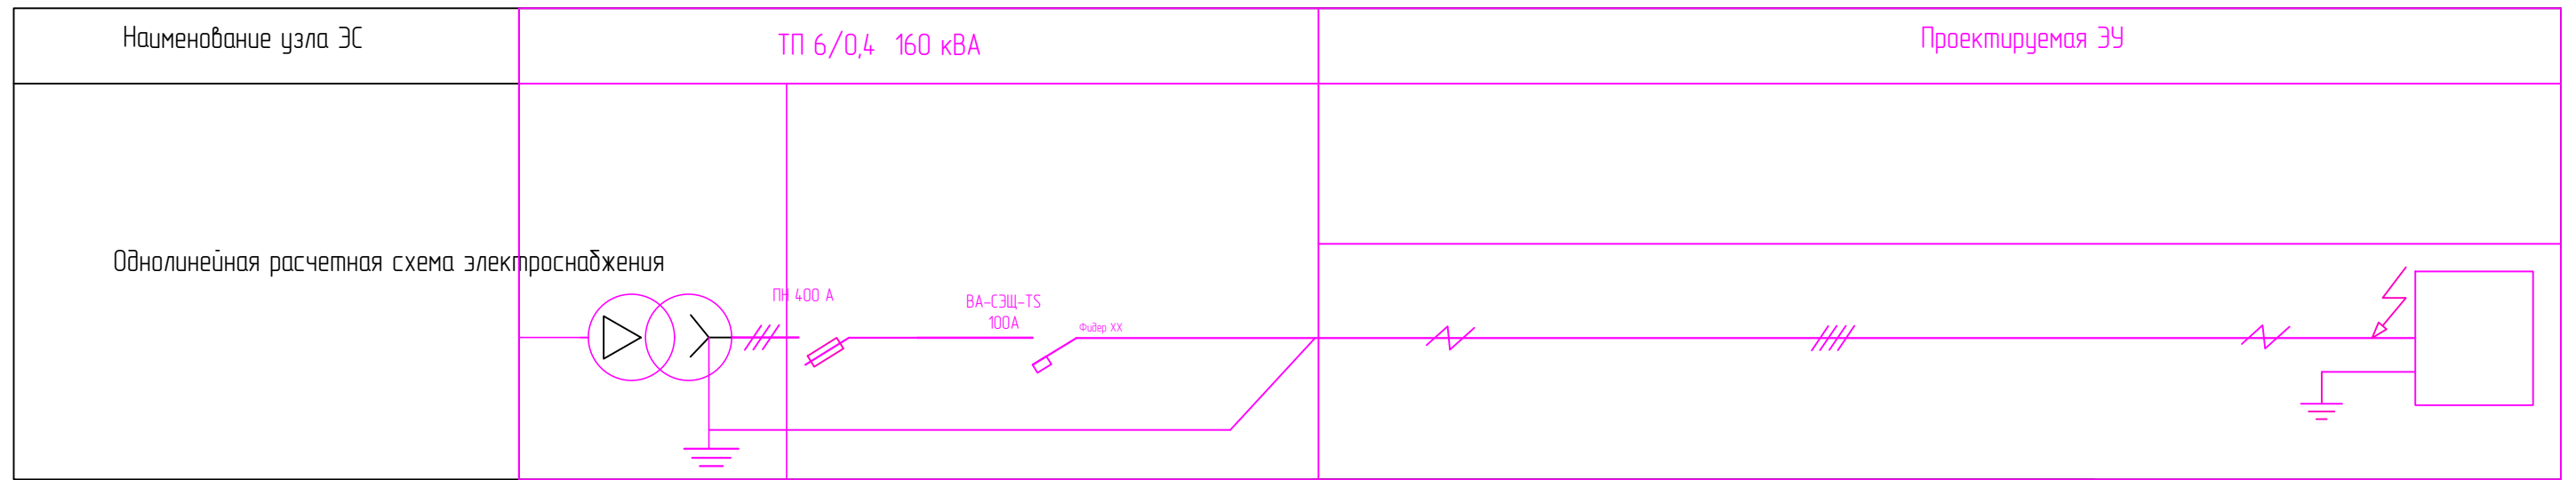 Наименование узла ЭС
ТП 6/0,4 160 кВА
Проектируемая ЭУ
Однолинейная расчетная схема электроснабжения
ПН 400 А
ВА-СЭЩ-TS
100А
Фидер ХХ